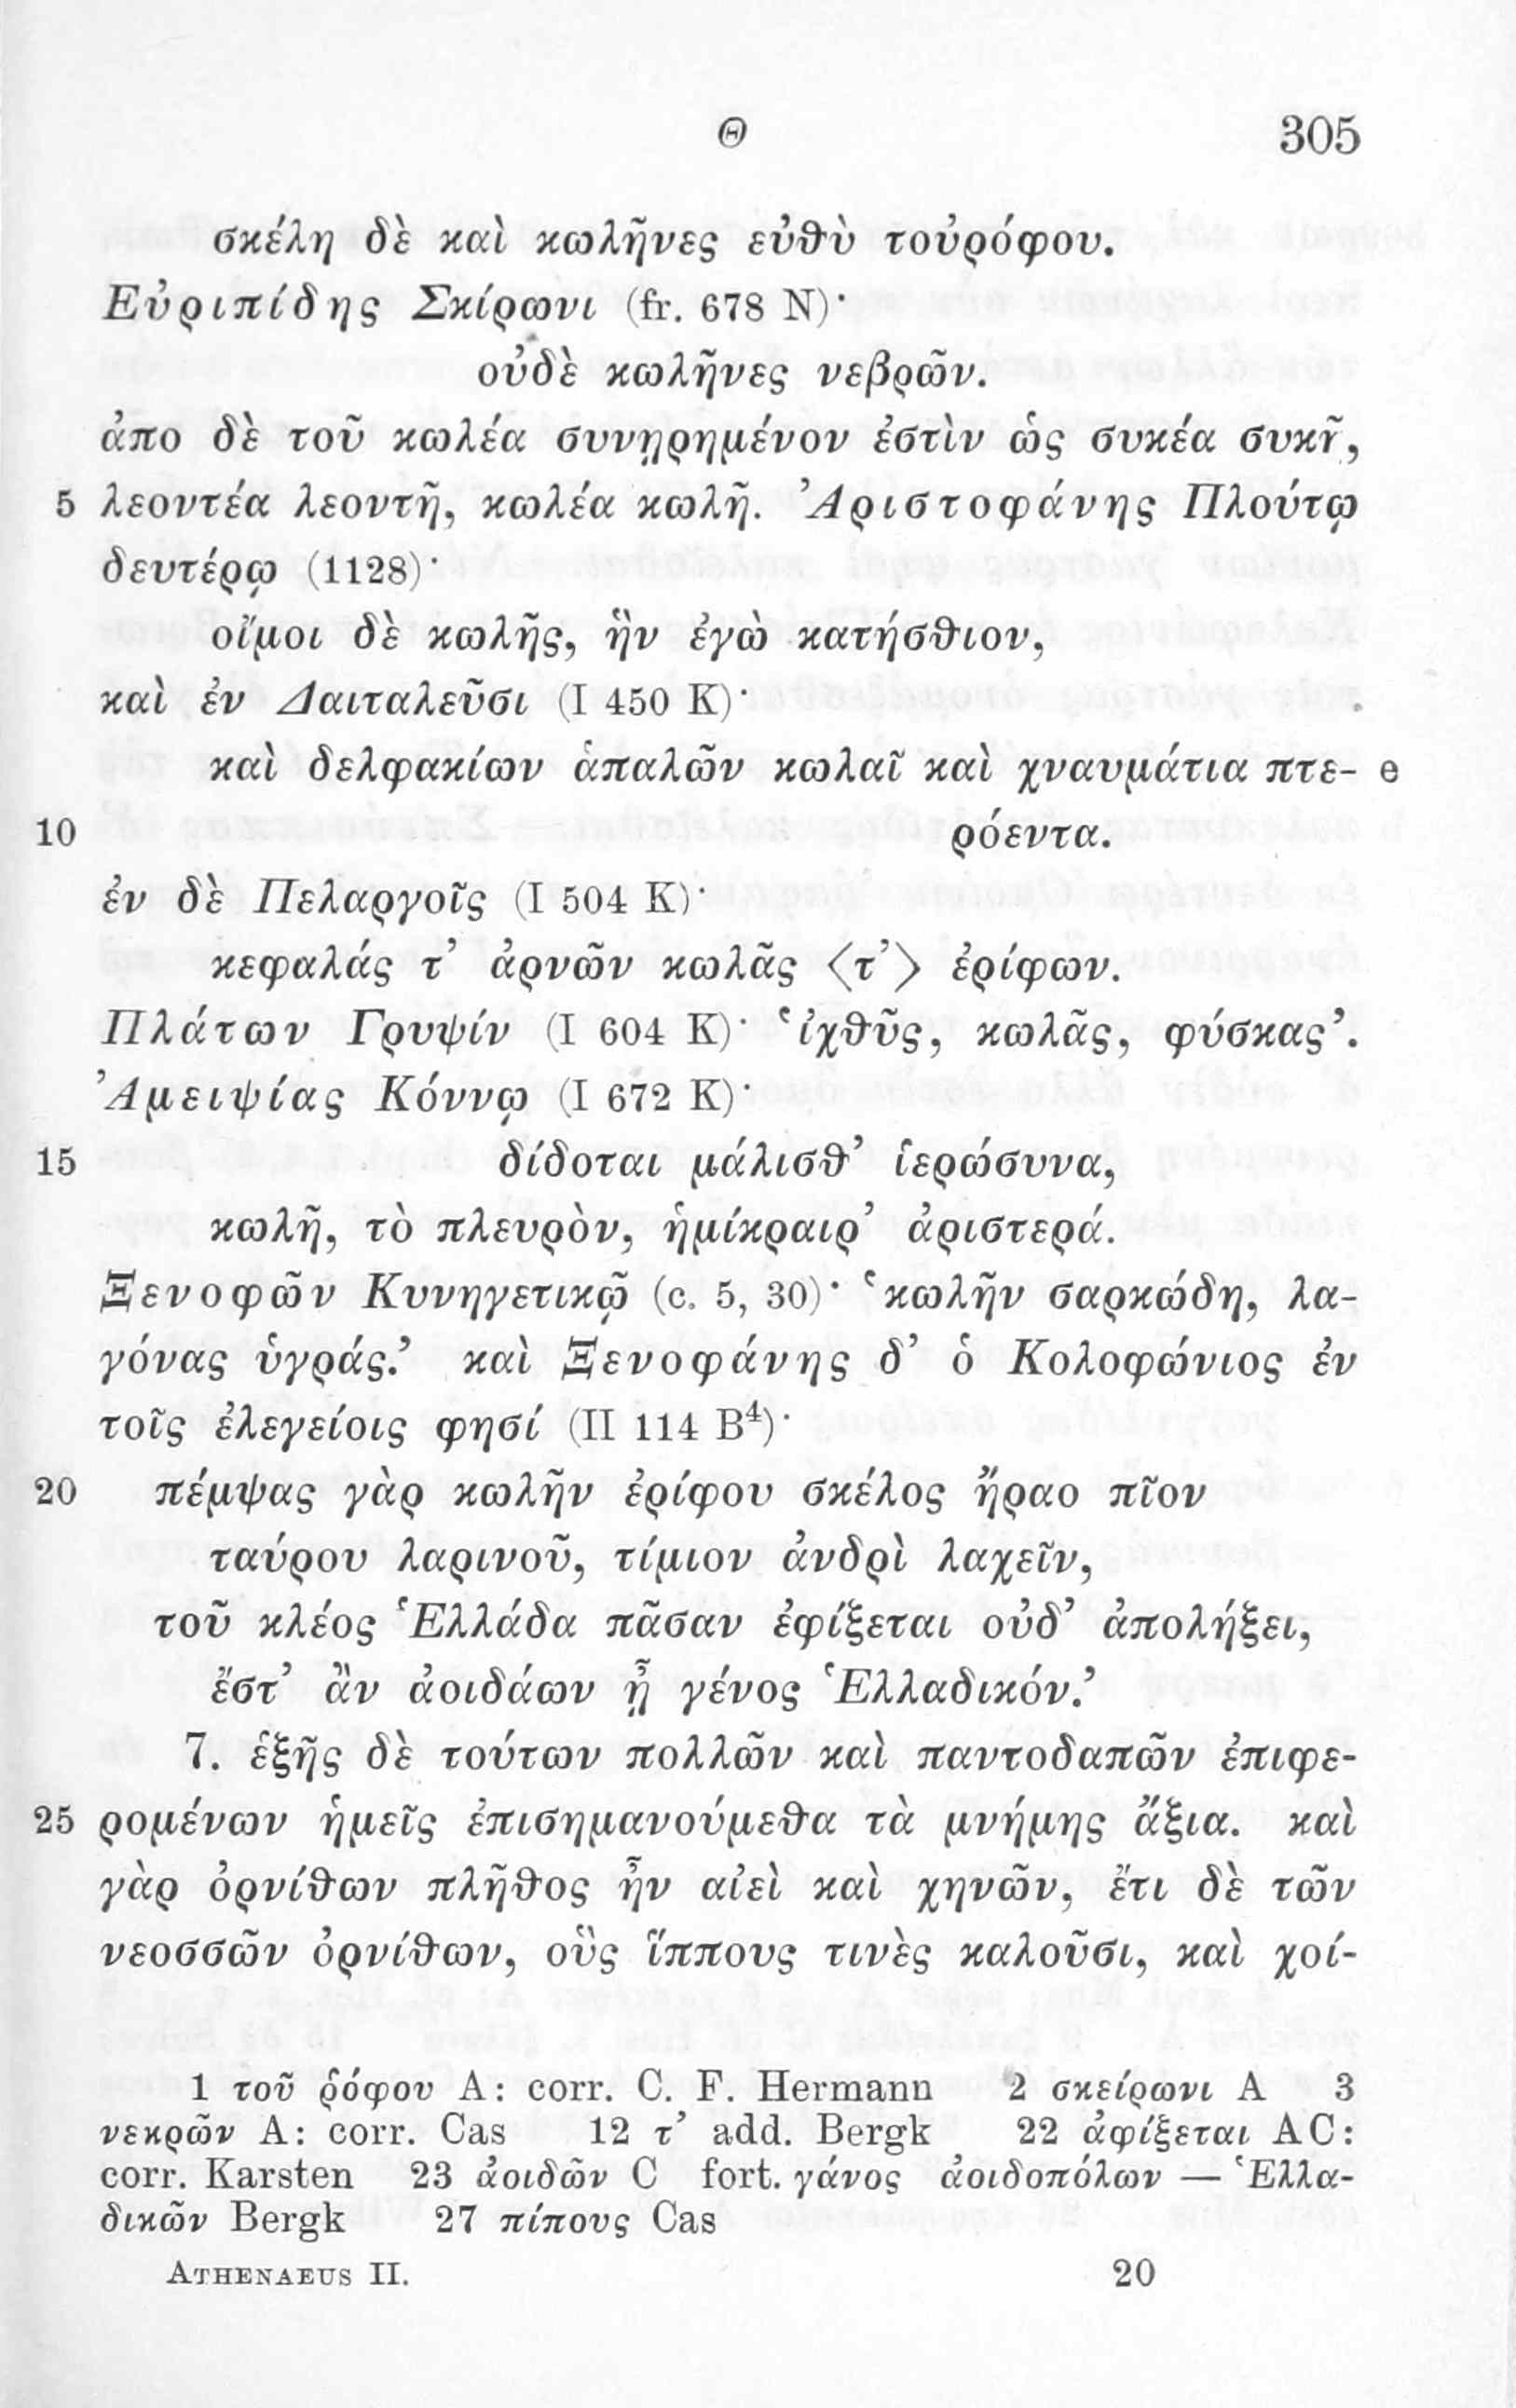 Θ 305
σκέλη δὲ καὶ κωλῆνες εὐθὺ τοὐρόφου.
Εὐριπίδης Σκίρωνι (fr. 678 N)·
οὐδὲ κωλῆνες νεβρῶν.
ἀπο δὲ τοῦ κωλέα συνῃρημένον ἐστὶν ὡς συκέα συκῆ,
5 λεοντέα λεοντῆ, κωλέα κωλῆ. Ἀριστοφάνης Πλούτῳ
δευτέρῳ (1128)·
οἴμοι δὲ κωλῆς, ἣν ἐγὼ κατήσθιον,
καὶ ἐν Δαιταλεῦσι (I 450 K)·
καὶ δελφακίων ἁπαλῶν κωλαῖ καὶ χναυμάτια πτε- e
10 ρόεντα.
ἐν δὲ Πελαργοῖς (I 504 K)·
κεφαλάς τ’ ἀρνῶν κωλᾶς ⟨τ’⟩ ἐρίφων.
Πλάτων Γρυψίν (I 604 K)· ‘ἰχθῦς, κωλᾶς, φύσκας’.
Ἀμειψίας Κόννῳ (I 672 K)·
15 δίδοται μάλισθ’ ἱερώσυνα,
κωλῆ, τὸ πλευρὸν, ἡμίκραιρ’ ἀριστερά.
Ξενοφῶν Κυνηγετικῷ (c. 5, 30)· ‘κωλῆν σαρκώδη, λα-
γόνας ὑγράς.’ καὶ Ξενοφάνης δ’ ὁ Κολοφώνιος ἐν
τοῖς ἐλεγείοις φησί (II 114 B⁴)·
20 πέμψας γὰρ κωλῆν ἐρίφου σκέλος ἤραο πῖον
ταύρου λαρινοῦ, τίμιον ἀνδρὶ λαχεῖν,
τοῦ κλέος Ἑλλάδα πᾶσαν ἐφίξεται οὐδ’ ἀπολήξει,
ἔστ’ ἂν ἀοιδάων ᾖ γένος Ἑλλαδικόν.’
7. ἑξῆς δὲ τούτων πολλῶν καὶ παντοδαπῶν ἐπιφε-
25 ρομένων ἡμεῖς ἐπισημανούμεθα τὰ μνήμης ἄξια. καὶ
γὰρ ὀρνίθων πλῆθος ἦν αἰεὶ καὶ χηνῶν, ἔτι δὲ τῶν
νεοσσῶν ὀρνίθων, οὓς ἵππους τινὲς καλοῦσι, καὶ χοί-
1 τοῦ ῥόφου A: corr. C. F. Hermann 2 σκείρωνι A 3
νεκρῶν A: corr. Cas 12 τ’ add. Bergk 22 ἀφίξεται AC:
corr. Karsten 23 ἀοιδῶν C fort. γάνος ἀοιδοπόλων — Ἑλλα-
δικῶν Bergk 27 πίπους Cas
ATHENAEUS II. 20